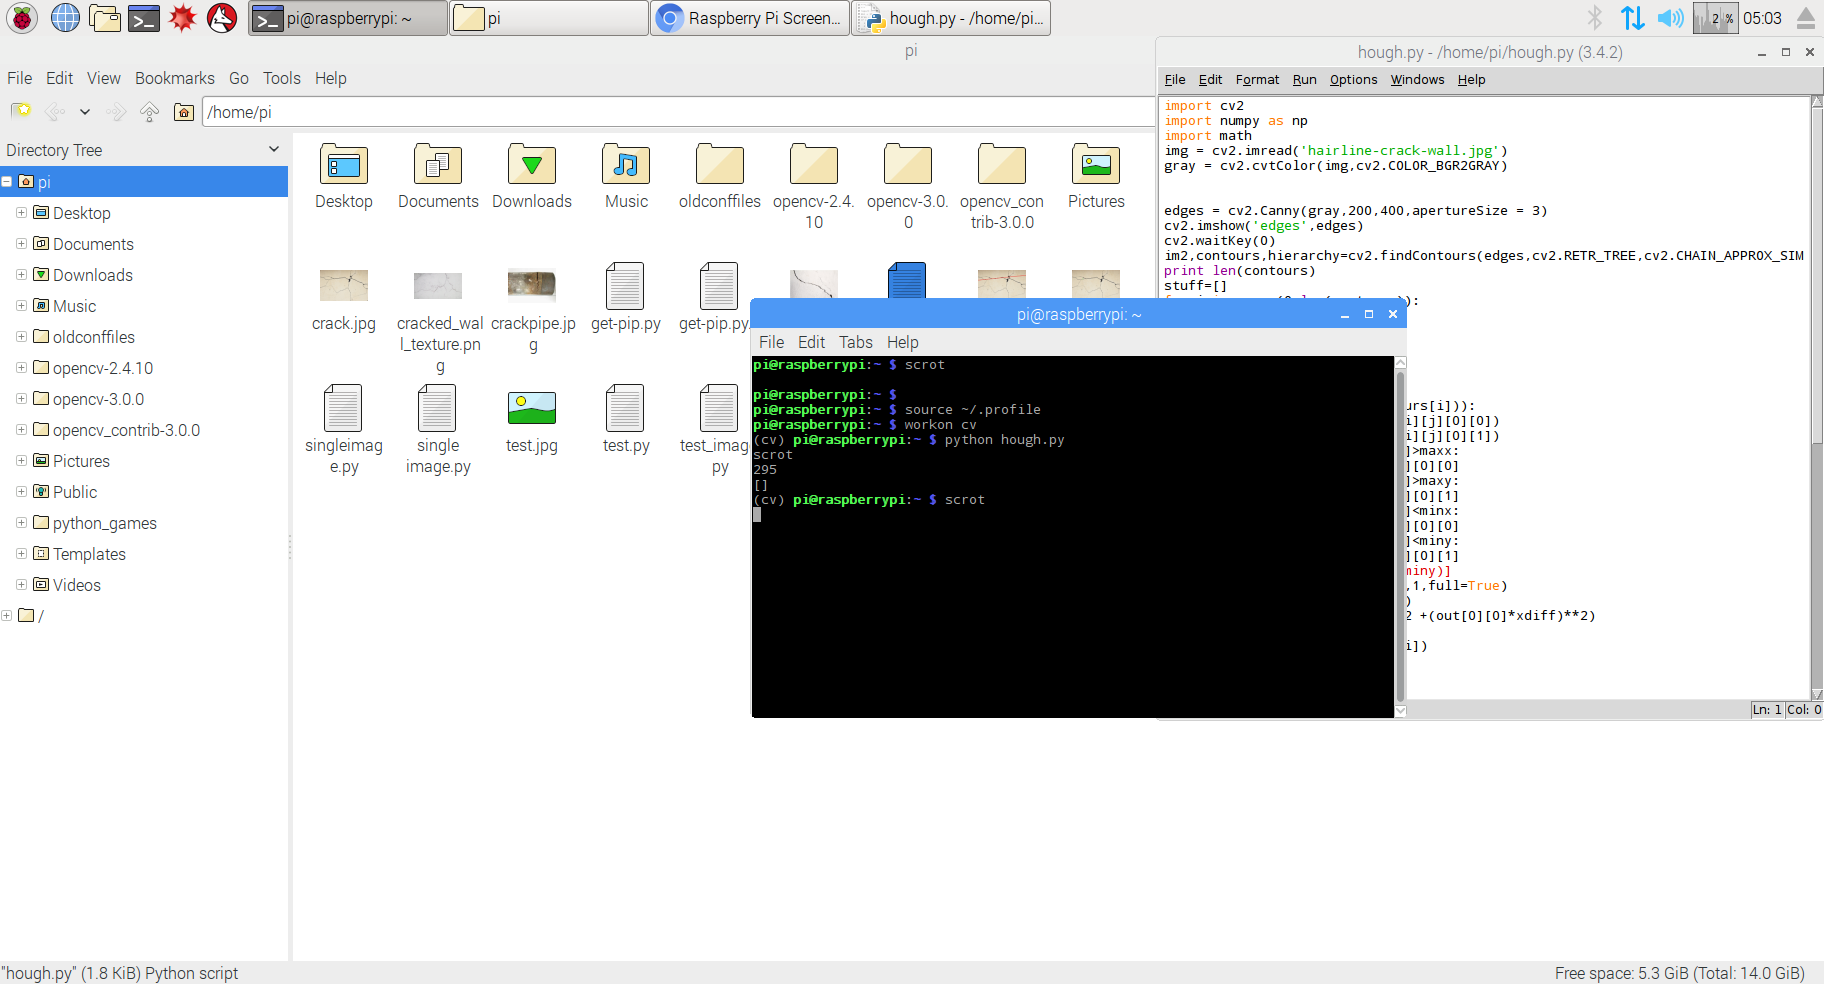 pi@raspberrypi: ~
pi
Raspberry Pi Screen...
hough.py - /home/pi...
2 %
05:03
pi
File Edit View Bookmarks Go Tools Help
/home/pi
Directory Tree
pi
Desktop
Documents
Downloads
Music
oldconffiles
opencv-2.4.10
opencv-3.0.0
opencv_contrib-3.0.0
Pictures
Public
python_games
Templates
Videos
/
Desktop
Documents
Downloads
Music
oldconffiles
opencv-2.4.
10
opencv-3.0.
0
opencv_con
trib-3.0.0
Pictures
crack.jpg
cracked_wal
l_texture.pn
g
crackpipe.jp
g
get-pip.py
get-pip.py.
singleimag
e.py
single
image.py
test.jpg
test.py
test_imag
py
hough.py - /home/pi/hough.py (3.4.2)
File Edit Format Run Options Windows Help
import cv2
import numpy as np
import math
img = cv2.imread('hairline-crack-wall.jpg')
gray = cv2.cvtColor(img,cv2.COLOR_BGR2GRAY)
edges = cv2.Canny(gray,200,400,apertureSize = 3)
cv2.imshow('edges',edges)
cv2.waitKey(0)
im2,contours,hierarchy=cv2.findContours(edges,cv2.RETR_TREE,cv2.CHAIN_APPROX_SIM
print len(contours)
stuff=[]
urs[i])):
i][j][0][0])
i][j][0][1])
]>maxx:
][0][0]
]>maxy:
][0][1]
]<minx:
][0][0]
]<miny:
][0][1]
miny)]
,1,full=True)
)
2 +(out[0][0]*xdiff)**2)
i])
Ln: 1 Col: 0
pi@raspberrypi: ~
File Edit Tabs Help
pi@raspberrypi:~ $ scrot
pi@raspberrypi:~ $
pi@raspberrypi:~ $ source ~/.profile
pi@raspberrypi:~ $ workon cv
(cv) pi@raspberrypi:~ $ python hough.py
scrot
295
[]
(cv) pi@raspberrypi:~ $ scrot
"hough.py" (1.8 KiB) Python script
Free space: 5.3 GiB (Total: 14.0 GiB)